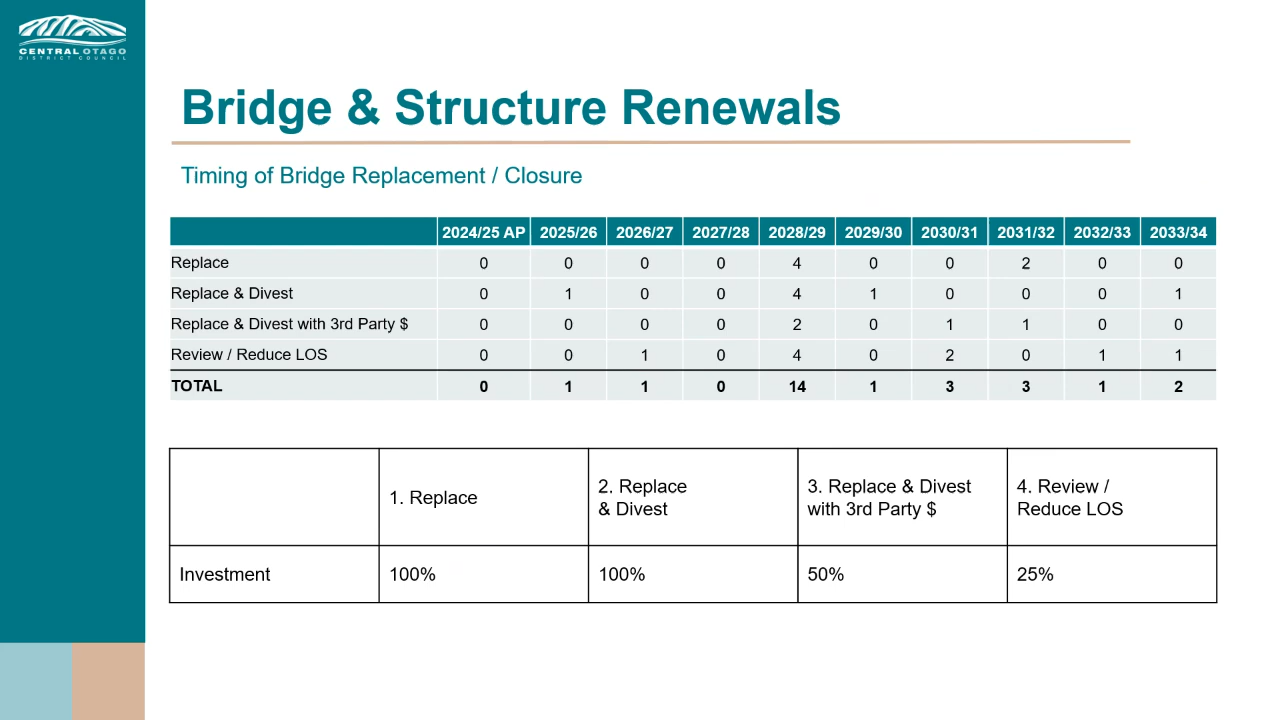 CENTRAL OTAGO
DISTRICT COUNCIL
Bridge & Structure Renewals
Timing of Bridge Replacement / Closure
2024/25 AP 2025/26 2026/27 2027/28 2028/29 2029/30 2030/31 2031/32 2032/33 2033/34
Replace 0 0 0 0 4 0 0 2 0 0
Replace & Divest 0 1 0 0 4 1 0 0 0 1
Replace & Divest with 3rd Party $ 0 0 0 0 2 0 1 1 0 0
Review / Reduce LOS 0 0 1 0 4 0 2 0 1 1
TOTAL 0 1 1 0 14 1 3 3 1 2
1. Replace
2. Replace
& Divest
3. Replace & Divest
with 3rd Party $
4. Review /
Reduce LOS
Investment 100% 100% 50% 25%